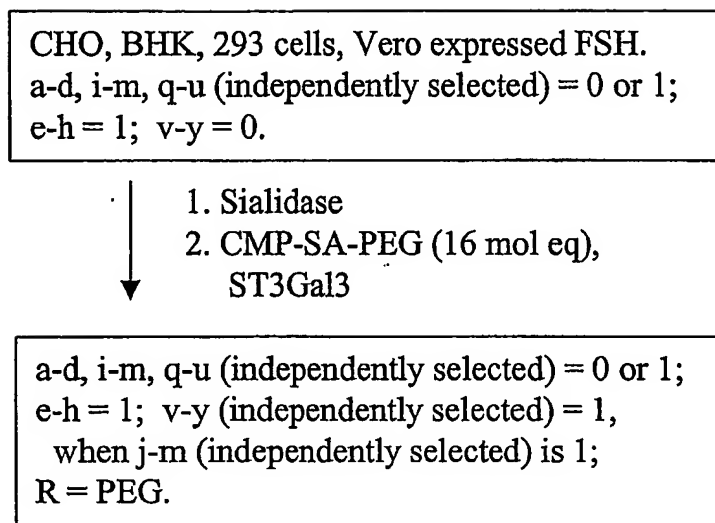 CHO, BHK, 293 cells, Vero expressed FSH.
a-d, i-m, q-u (independently selected) = 0 or 1;
e-h = 1; v-y = 0.
1. Sialidase
2. CMP-SA-PEG (16 mol eq),
ST3Gal3
a-d, i-m, q-u (independently selected) = 0 or 1;
e-h = 1; v-y (independently selected) = 1,
when j-m (independently selected) is 1;
R = PEG.